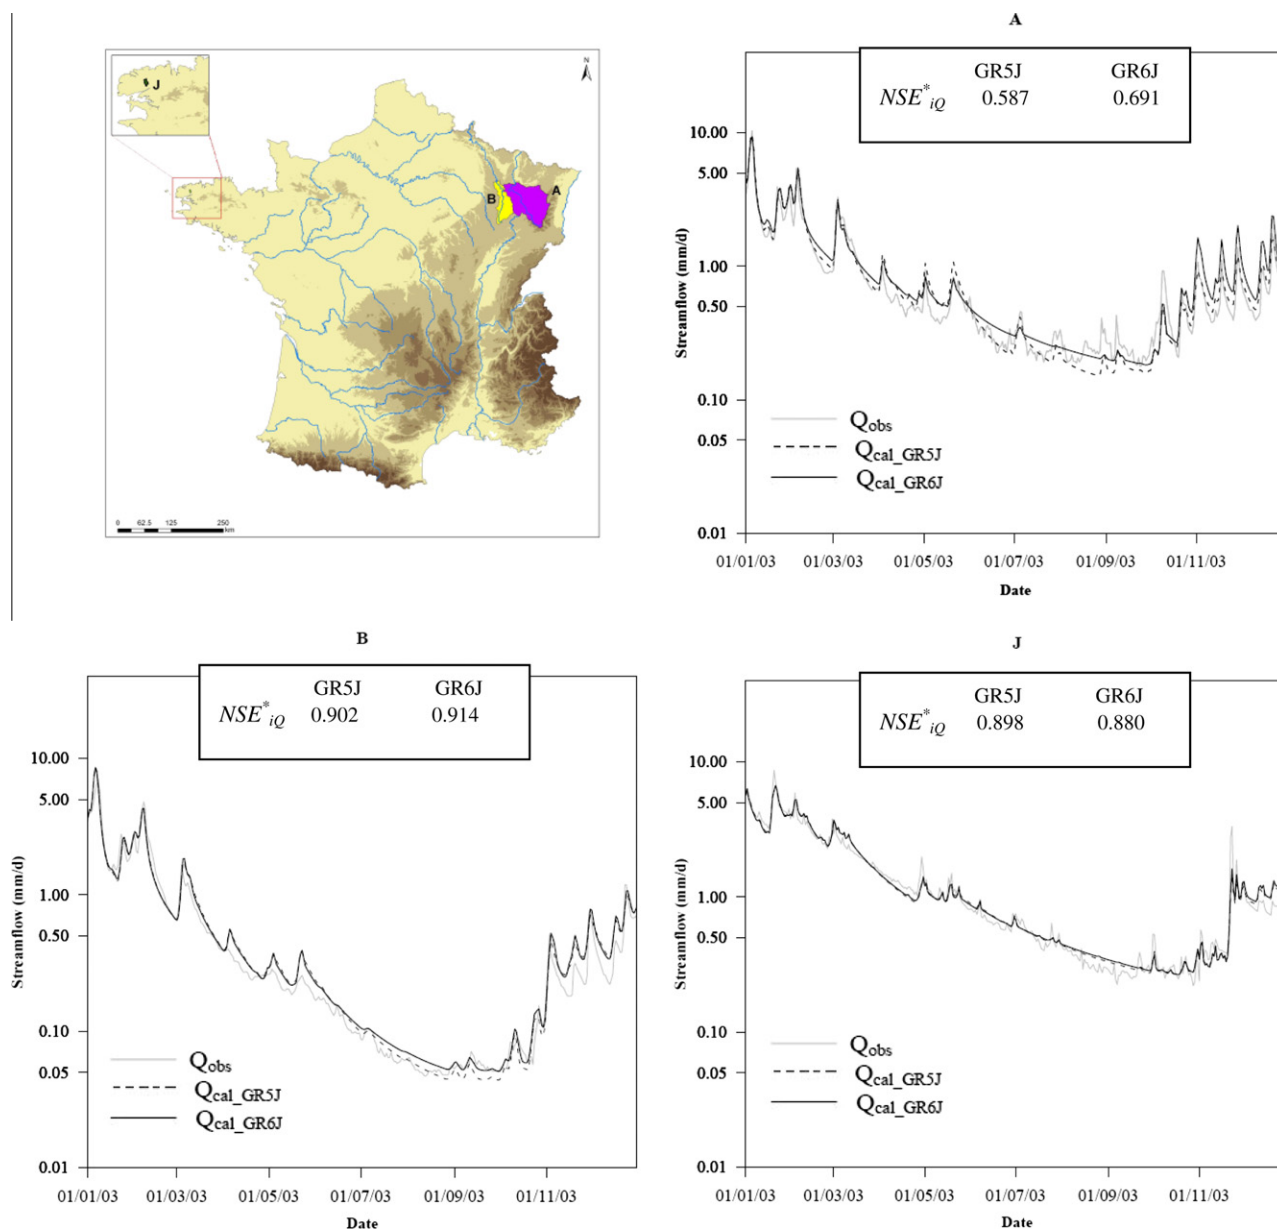 J
N
B
A
0 62.5 125 250
km
A
GR5J GR6J
NSE*iQ 0.587 0.691
10.00
5.00
1.00
0.50
0.10
0.05
0.01
Streamflow (mm/d)
Qobs
Qcal_GR5J
Qcal_GR6J
01/01/03 01/03/03 01/05/03 01/07/03 01/09/03 01/11/03
Date
B
GR5J GR6J
NSE*iQ 0.902 0.914
10.00
5.00
1.00
0.50
0.10
0.05
0.01
Streamflow (mm/d)
Qobs
Qcal_GR5J
Qcal_GR6J
01/01/03 01/03/03 01/05/03 01/07/03 01/09/03 01/11/03
Date
J
GR5J GR6J
NSE*iQ 0.898 0.880
10.00
5.00
1.00
0.50
0.10
0.05
0.01
Streamflow (mm/d)
Qobs
Qcal_GR5J
Qcal_GR6J
01/01/03 01/03/03 01/05/03 01/07/03 01/09/03 01/11/03
Date